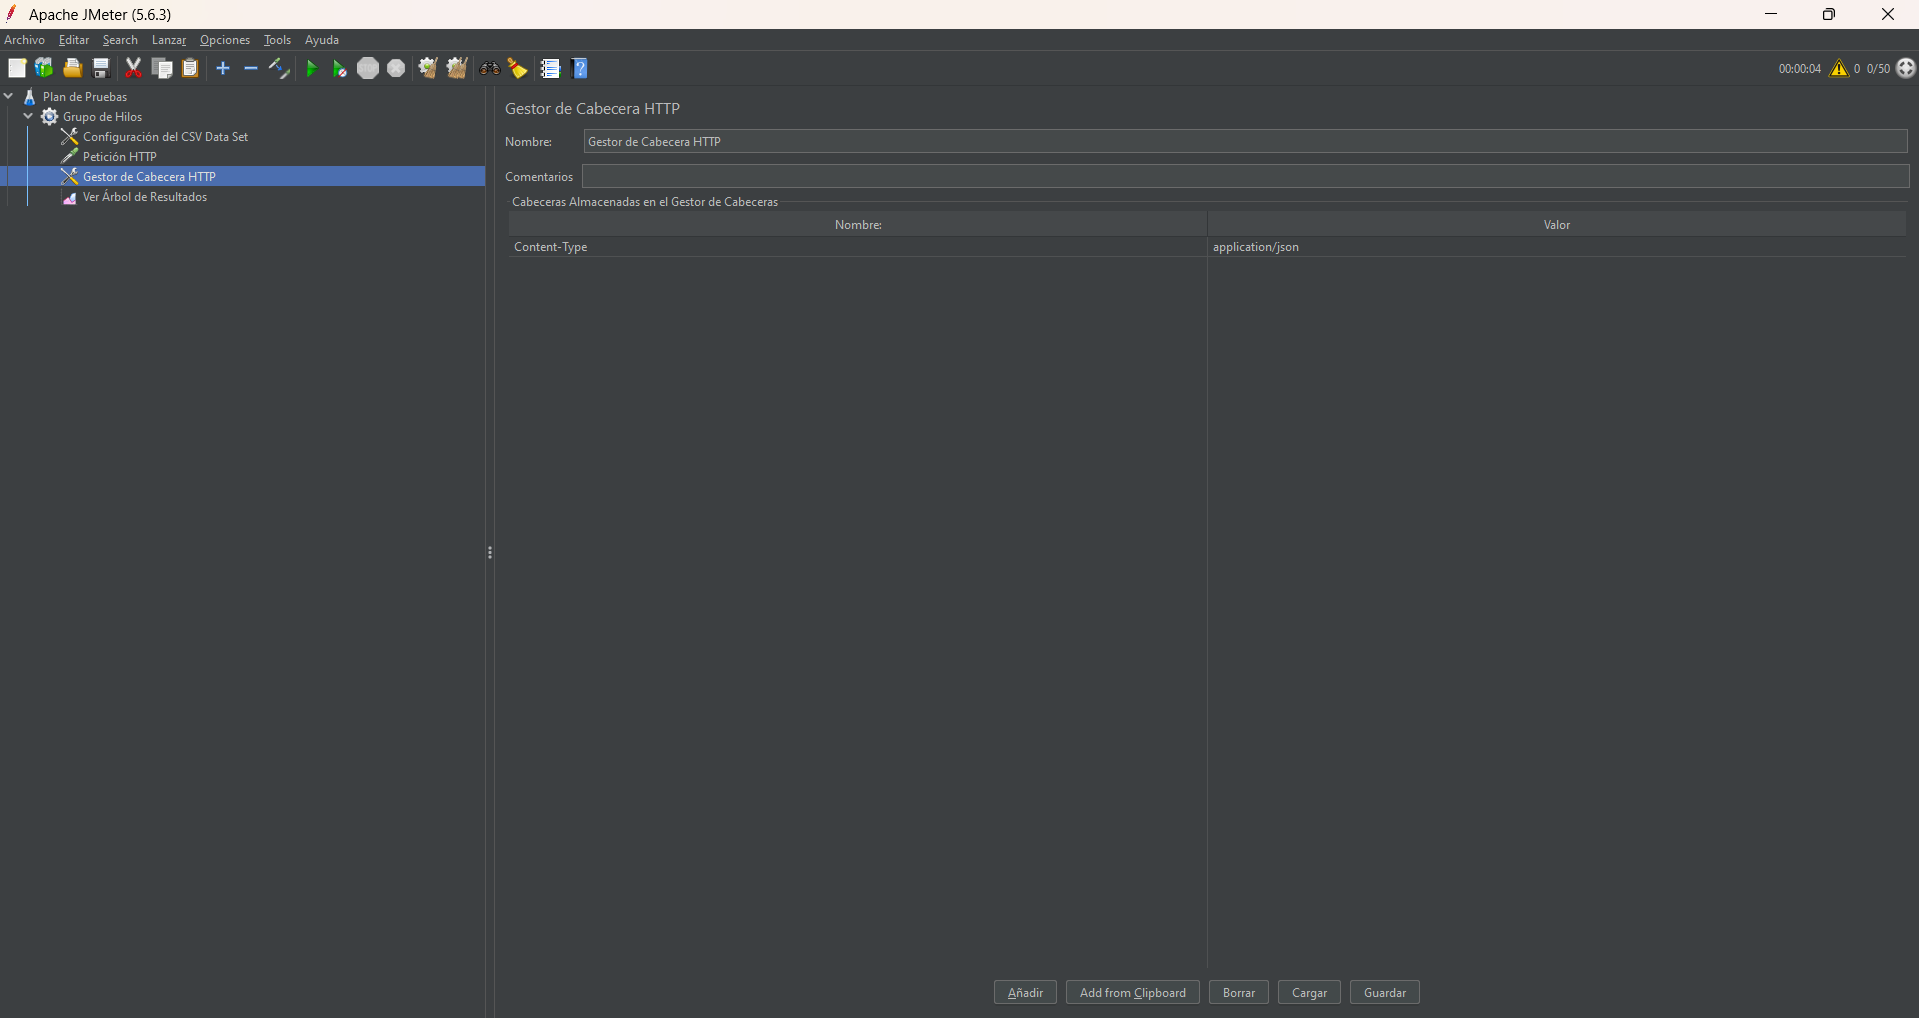 Apache JMeter (5.6.3)
Archivo Editar Search Lanzar Opciones Tools Ayuda
00:00:04 0 0/50
Plan de Pruebas
Grupo de Hilos
Configuración del CSV Data Set
Petición HTTP
Gestor de Cabecera HTTP
Ver Árbol de Resultados
Gestor de Cabecera HTTP
Nombre: Gestor de Cabecera HTTP
Comentarios
Cabeceras Almacenadas en el Gestor de Cabeceras
Nombre: Valor
Content-Type application/json
Añadir Add from Clipboard Borrar Cargar Guardar